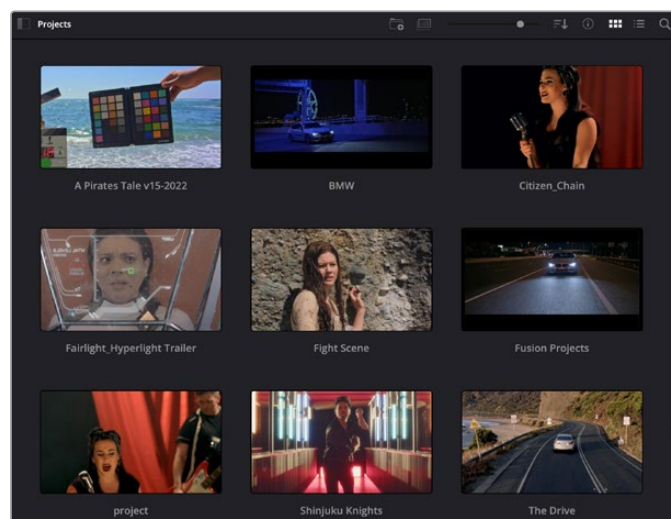 Projects
A Pirates Tale v15-2022
BMW
Citizen_Chain
Fairlight_Hyperlight Trailer
Fight Scene
Fusion Projects
project
Shinjuku Knights
The Drive